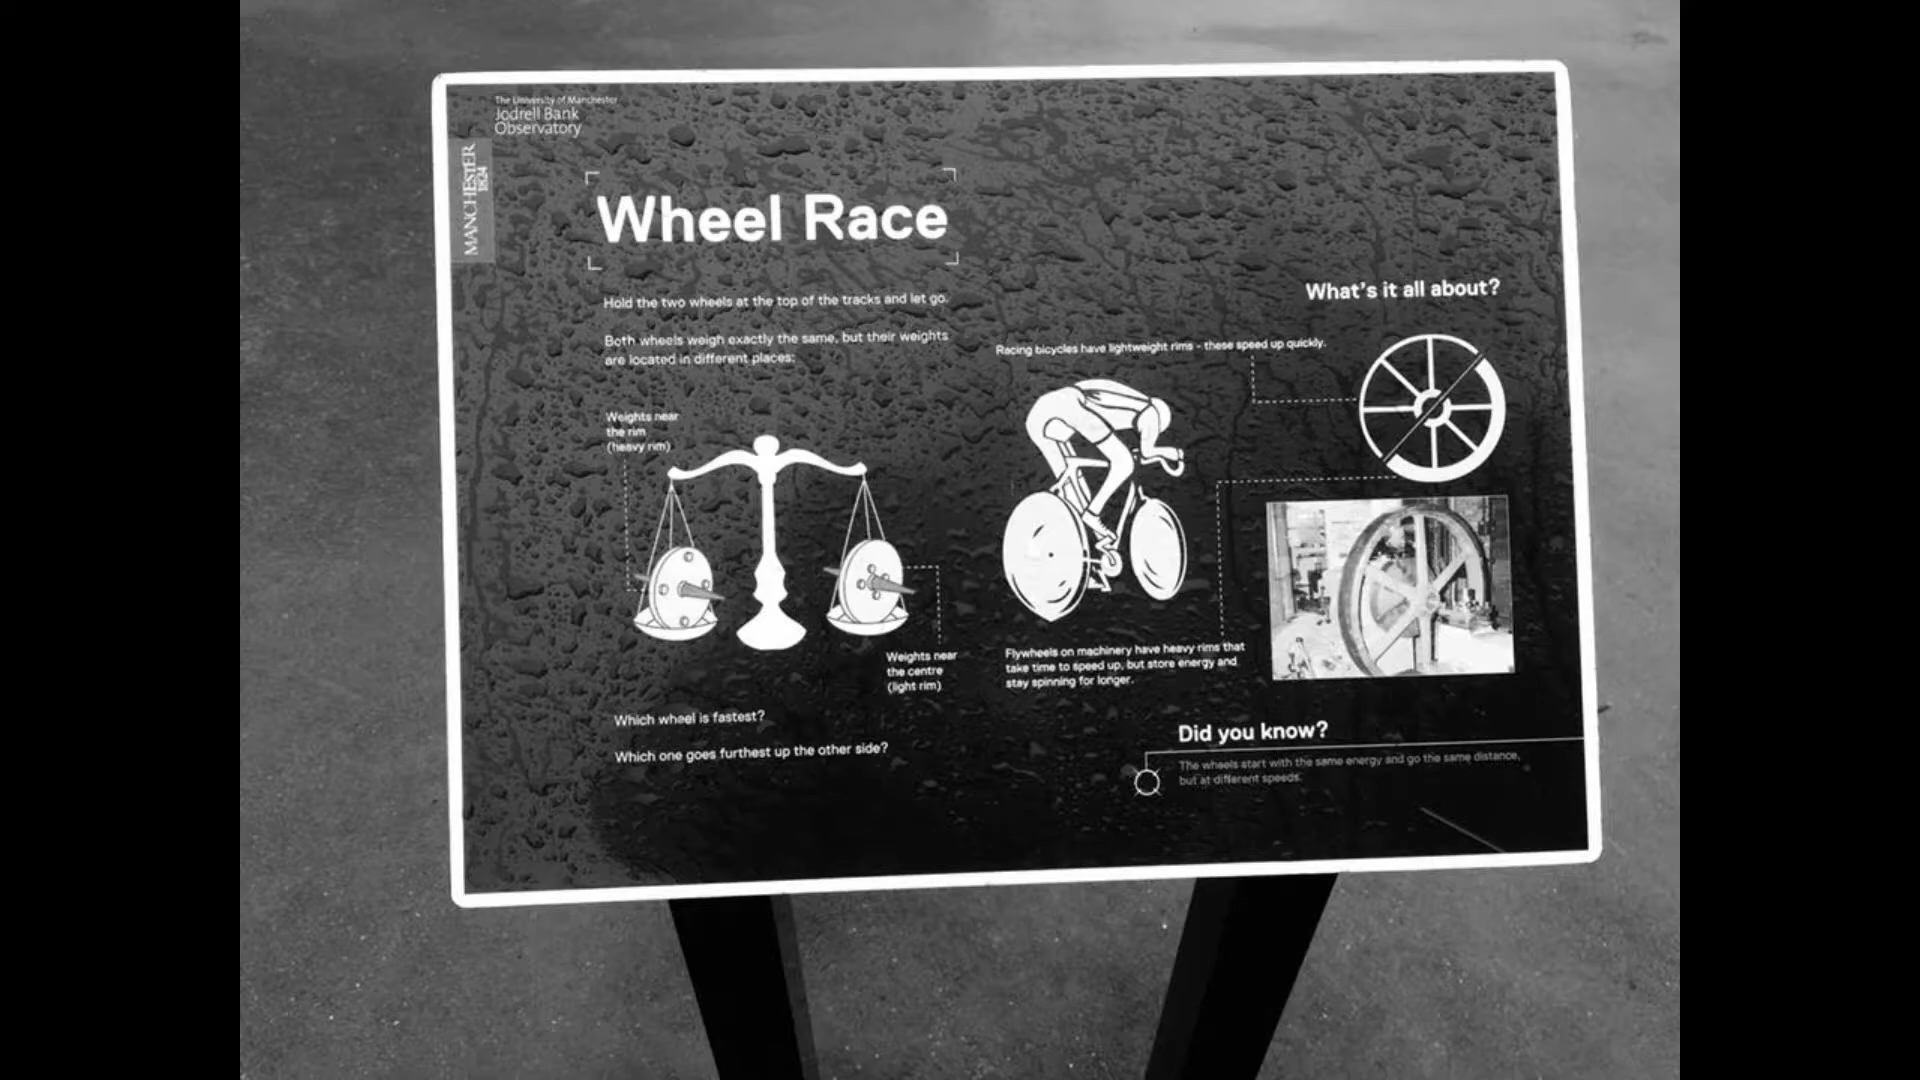 The University of Manchester
Jodrell Bank
Observatory
MANCHESTER
1824
Wheel Race
Hold the two wheels at the top of the tracks and let go.
Both wheels weigh exactly the same, but their weights
are located in different places:
Weights near
the rim
(heavy rim)
Weights near
the centre
(light rim)
Which wheel is fastest?
Which one goes furthest up the other side?
What's it all about?
Racing bicycles have lightweight rims - these speed up quickly.
Flywheels on machinery have heavy rims that
take time to speed up, but store energy and
stay spinning for longer.
Did you know?
The wheels start with the same energy and go the same distance,
but at different speeds.